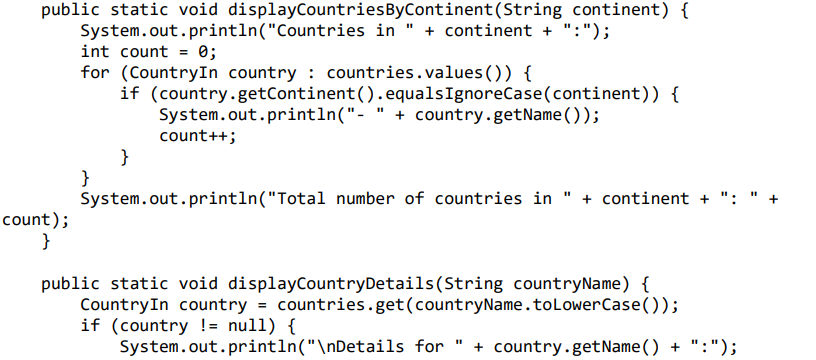 public static void displayCountriesByContinent(String continent) {
System.out.println("Countries in " + continent + ":");
int count = 0;
for (CountryIn country : countries.values()) {
if (country.getContinent().equalsIgnoreCase(continent)) {
System.out.println("- " + country.getName());
count++;
}
}
System.out.println("Total number of countries in " + continent + ": " +
count);
}
public static void displayCountryDetails(String countryName) {
CountryIn country = countries.get(countryName.toLowerCase());
if (country != null) {
System.out.println("\nDetails for " + country.getName() + ":");